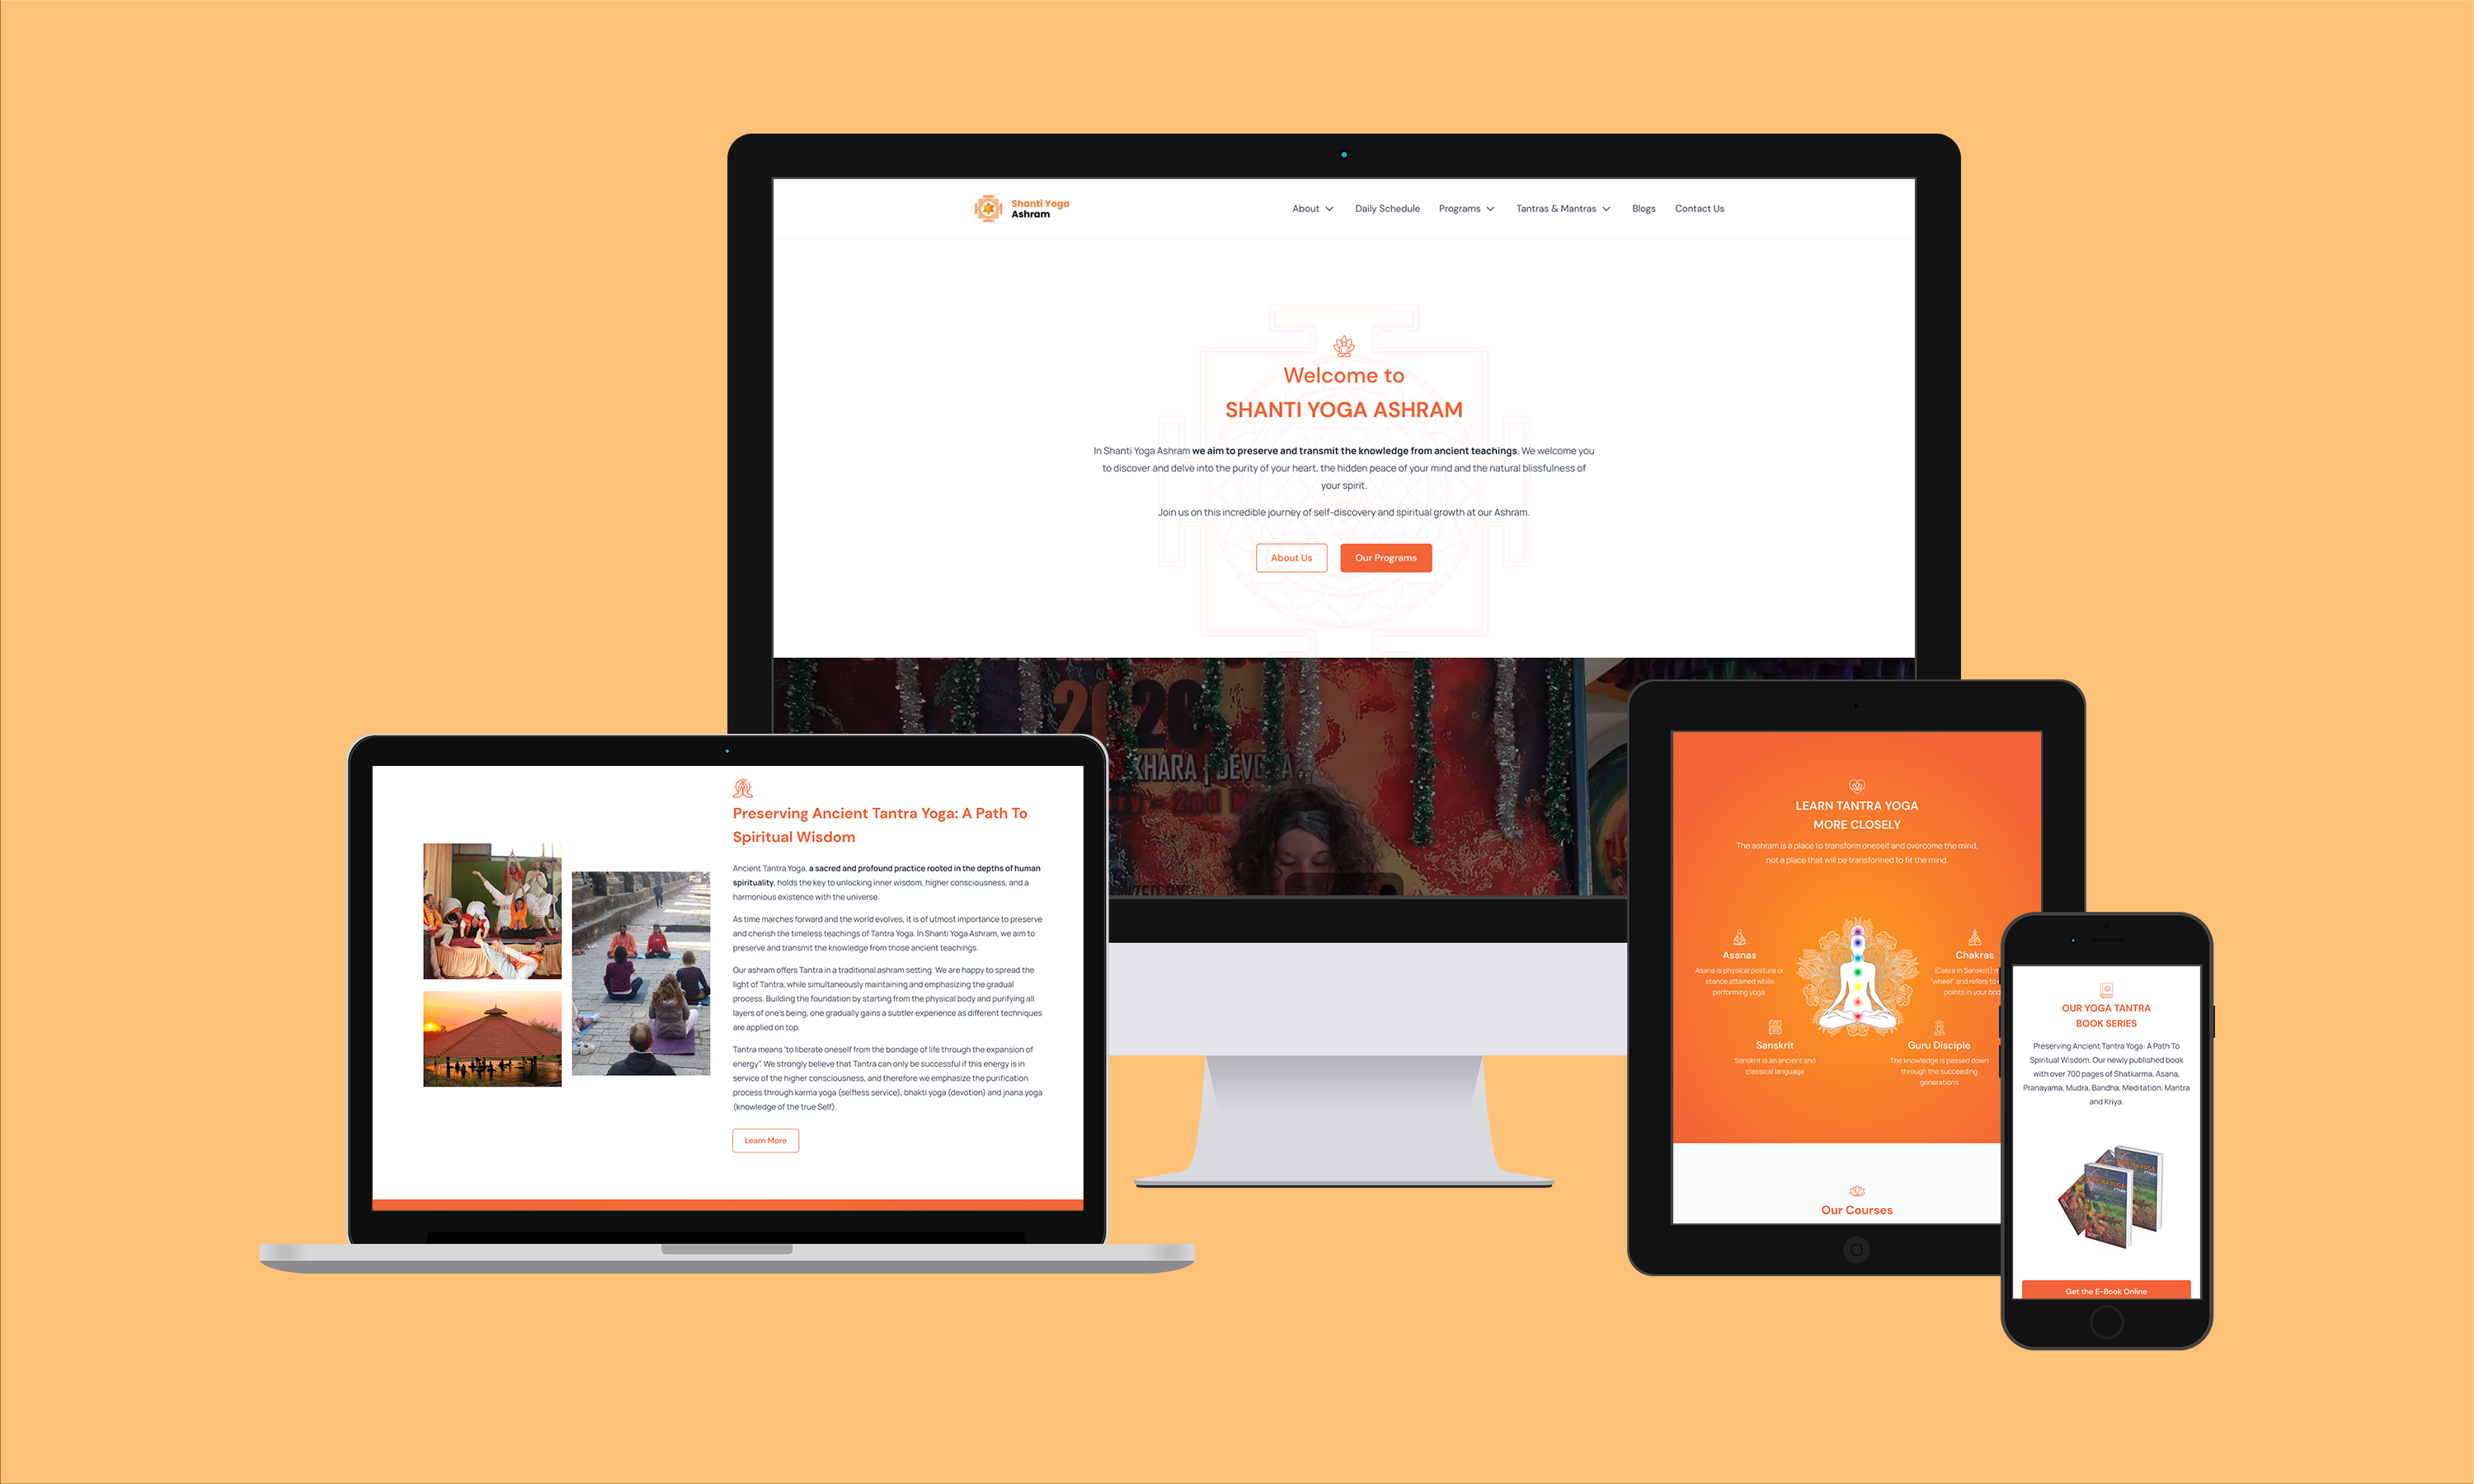 Shanti Yoga
Ashram
About
Daily Schedule
Programs
Tantras & Mantras
Blogs
Contact Us
Welcome to
SHANTI YOGA ASHRAM
In Shanti Yoga Ashram we aim to preserve and transmit the knowledge from ancient teachings. We welcome you
to discover and delve into the purity of your heart, the hidden peace of your mind and the natural blissfulness of
your spirit.
Join us on this incredible journey of self-discovery and spiritual growth at our Ashram.
About Us
Our Programs
2020
KHARA | DEV
2nd
Preserving Ancient Tantra Yoga: A Path To
Spiritual Wisdom
Ancient Tantra Yoga, a sacred and profound practice rooted in the depths of human
spirituality, holds the key to unlocking inner wisdom, higher consciousness, and a
harmonious existence with the universe.
As time marches forward and the world evolves, it is of utmost importance to preserve
and cherish the timeless teachings of Tantra Yoga. In Shanti Yoga Ashram, we aim to
preserve and transmit the knowledge from those ancient teachings.
Our ashram offers Tantra in a traditional ashram setting. We are happy to spread the
light of Tantra, while simultaneously maintaining and emphasizing the gradual
process. Building the foundation by starting from the physical body and purifying all
layers of one's being, one gradually gains a subtler experience as different techniques
are applied on top.
Tantra means 'to liberate oneself from the bondage of life through the expansion of
energy". We strongly believe that Tantra can only be successful if this energy is in
service of the higher consciousness, and therefore we emphasize the purification
process through karma yoga (selfless service), bhakti yoga (devotion) and jnana yoga
(knowledge of the true Self).
Learn More
LEARN TANTRA YOGA
MORE CLOSELY
The ashram is a place to transform oneself and overcome the mind,
not a place that will be transformed to fit the mind.
Asanas
Asana is physical posture or
stance attained while
performing yoga.
Chakras
(Cakra in Sanskrit)
"wheel" and refers to
points in your
Sanskrit
Sanskrit is an ancient and
classical language
Guru Disciple
The knowledge is passed down
through the succeeding
generations
Our Courses
OUR YOGA TANTRA
BOOK SERIES
Preserving Ancient Tantra Yoga: A Path To
Spiritual Wisdom. Our newly published book
with over 700 pages of Shatkarma, Asana,
Pranayama, Mudra, Bandha, Meditation, Mantra
and Kriya.
TANTRA YOGA
TANTRA YOGA
Get the E-Book Online